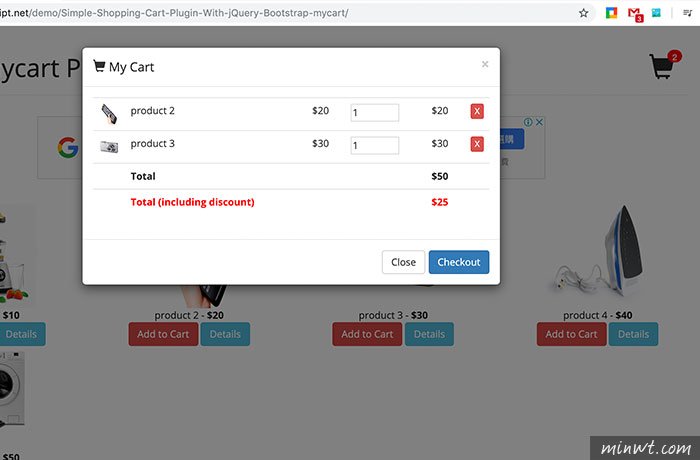 ipt.net/demo/Simple-Shopping-Cart-Plugin-With-jQuery-Bootstrap-mycart/
3
ycart P
2
My Cart
×
product 2 $20 1 $20 X
product 3 $30 1 $30 X
Total $50
Total (including discount) $25
Close Checkout
G
購
費
$10
Details
product 2 - $20
Add to Cart Details
product 3 - $30
Add to Cart Details
product 4 - $40
Add to Cart Details
$50
minwt.com